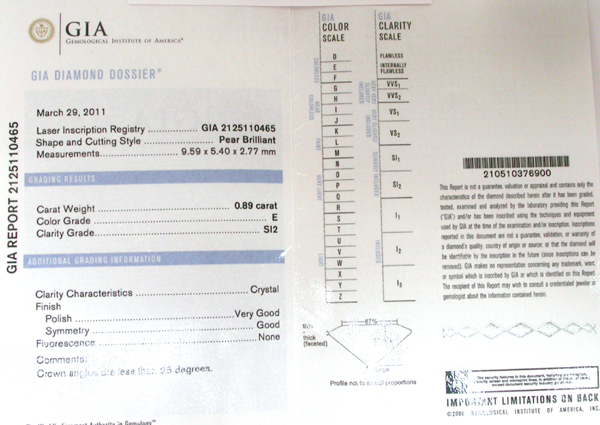 GIA
GEMOLOGICAL INSTITUTE OF AMERICA®
GIA DIAMOND DOSSIER®
GIA REPORT 2125110465
March 29, 2011
Laser Inscription Registry .............. GIA 2125110465
Shape and Cutting Style ................ Pear Brilliant
Measurements ................ 9.59 x 5.40 x 2.77 mm
GRADING RESULTS
Carat Weight ................ 0.89 carat
Color Grade ................ E
Clarity Grade ................ SI2
ADDITIONAL GRADING INFORMATION
Clarity Characteristics ................ Crystal
Finish
Polish ................ Very Good
Symmetry ................ Good
Fluorescence ................ None
Comments:
Crown angles are less than 25 degrees.
GIA
COLOR
SCALE
D
E
F
G
H
I
J
K
L
M
N
O
P
Q
R
S
T
U
V
W
X
Y
Z
GIA
CLARITY
SCALE
FLAWLESS
INTERNALLY
FLAWLESS
VVS1
VVS2
VS1
VS2
SI1
SI2
I1
I2
I3
67%
thick
(faceted)
Profile not to actual proportions
210510376900
This Report is not a guarantee, valuation or appraisal and contains only the
characteristics of the diamond described herein after it has been graded,
tested, examined and analyzed by the laboratory providing this Report
("GIA") and/or has been inscribed using the techniques and equipment
used by GIA at the time of the examination and/or inscription. Inscriptions
reported in this document are not a guarantee, validation, or warranty of
a diamond's quality, country of origin or source; or that the diamond will
be identifiable by the inscription in the future (since inscriptions can be
removed). GIA makes no representation concerning any trademark, word,
or symbol which is inscribed by GIA or which is identified on this Report.
The recipient of this Report may wish to consult a credentialed jeweler or
gemologist about the information contained herein.
IMPORTANT LIMITATIONS ON BACK
GEMOLOGICAL INSTITUTE OF AMERICA, INC.